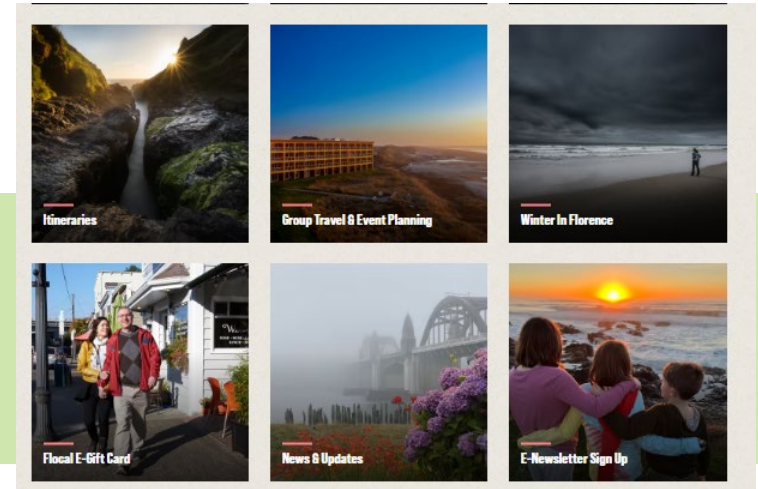 Itineraries
Group Travel & Event Planning
Winter In Florence
Flocal E-Gift Card
News & Updates
E-Newsletter Sign Up